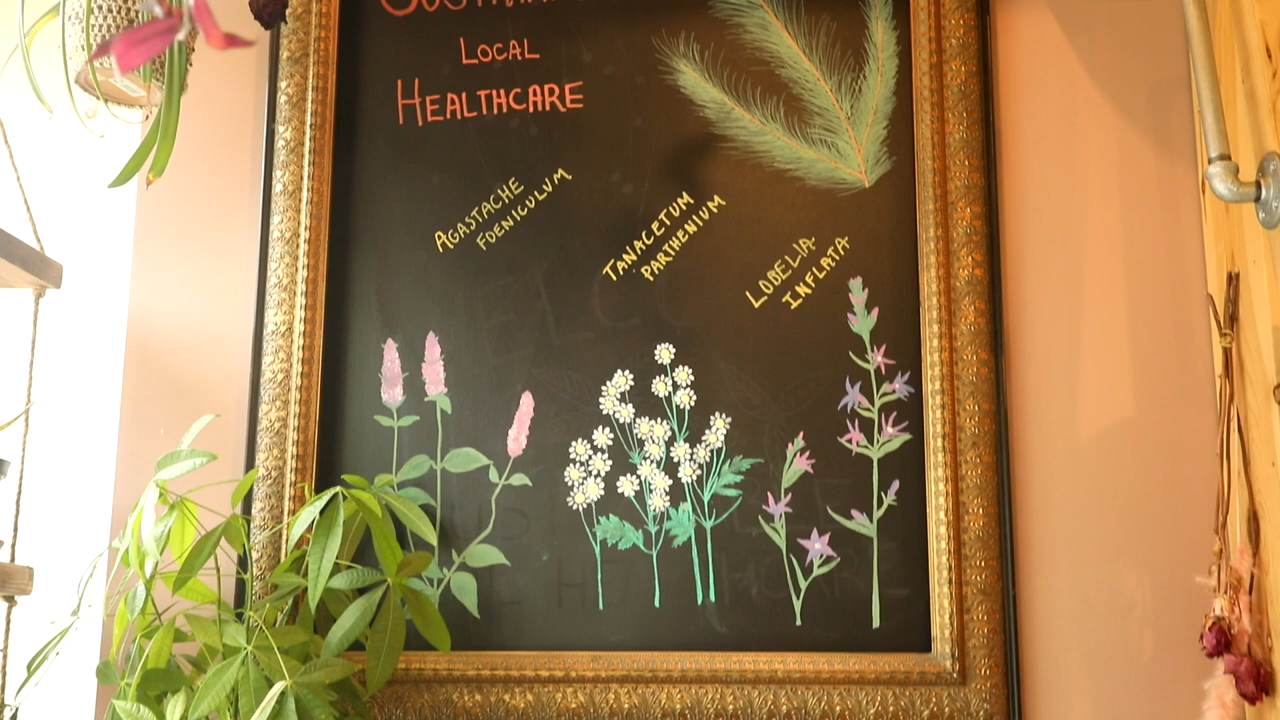 LOCAL
HEALTHCARE
AGASTACHE
FOENICULUM
TANACETUM
PARTHENIUM
LOBELIA
INFLATA